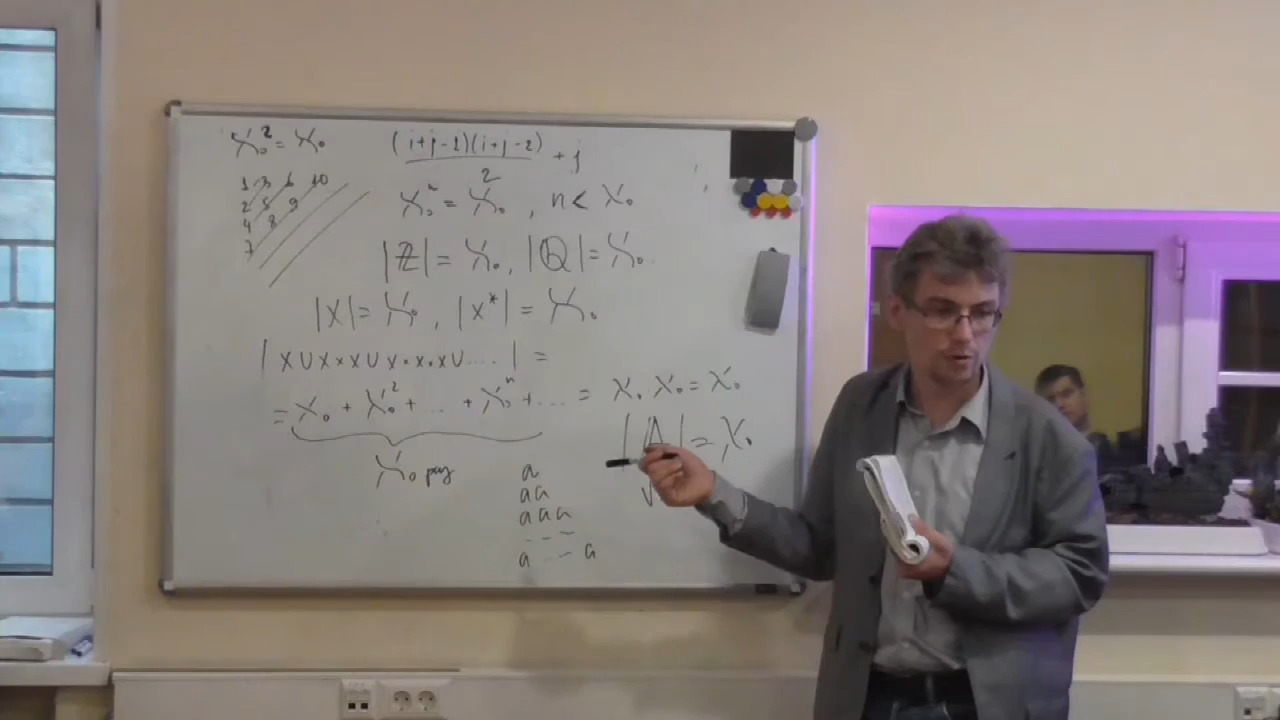 ℵ₀² = ℵ₀
(i+j-1)(i+j-2)/2 + j
1 3 6 10
2 5 9
4 8
7
ℵ₀ⁿ = ℵ₀, n < ℵ₀
|ℤ| = ℵ₀, |ℚ| = ℵ₀.
|X| = ℵ₀, |X*| = ℵ₀
| X ∪ X×X ∪ X×X×X ∪ .... | =
= ℵ₀ + ℵ₀² + ... + ℵ₀ⁿ + ... = ℵ₀ · ℵ₀ = ℵ₀
ℵ₀ раз
|𝔸| = ℵ₀
a
aa
aaa
- - -
a ... a